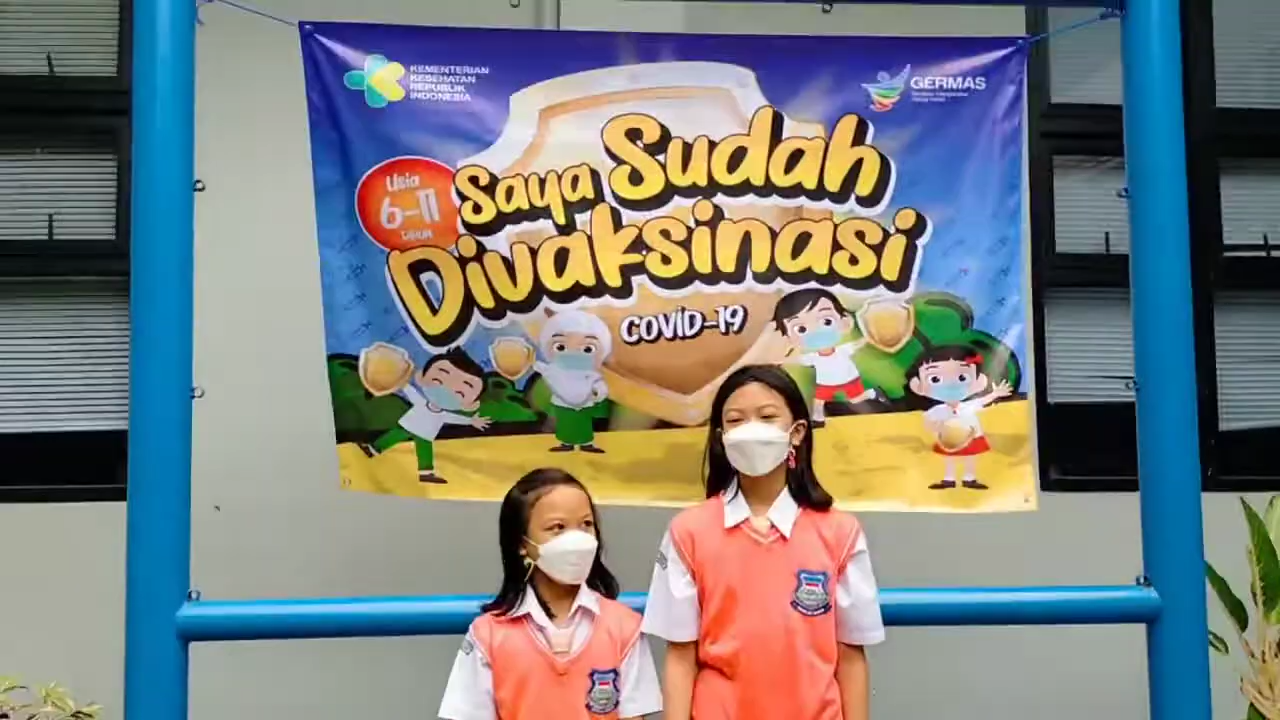 KEMENTERIAN
KESEHATAN
REPUBLIK
INDONESIA
GERMAS
Usia
6-11
TAHUN
Saya Sudah
Divaksinasi
COVID-19